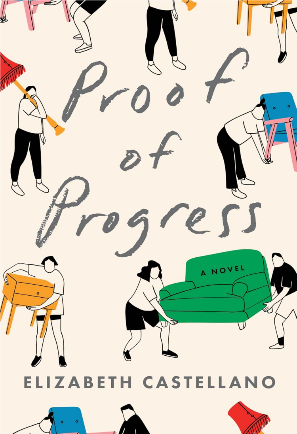 Proof
of
Progress
A NOVEL
ELIZABETH CASTELLANO